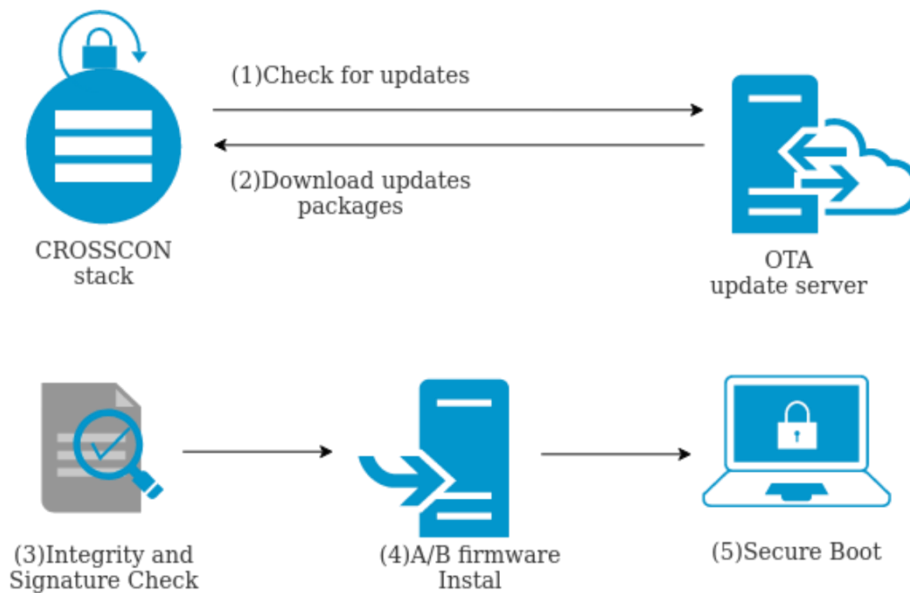 (1)Check for updates
(2)Download updates
packages
CROSSCON
stack
OTA
update server
(3)Integrity and
Signature Check
(4)A/B firmware
Instal
(5)Secure Boot